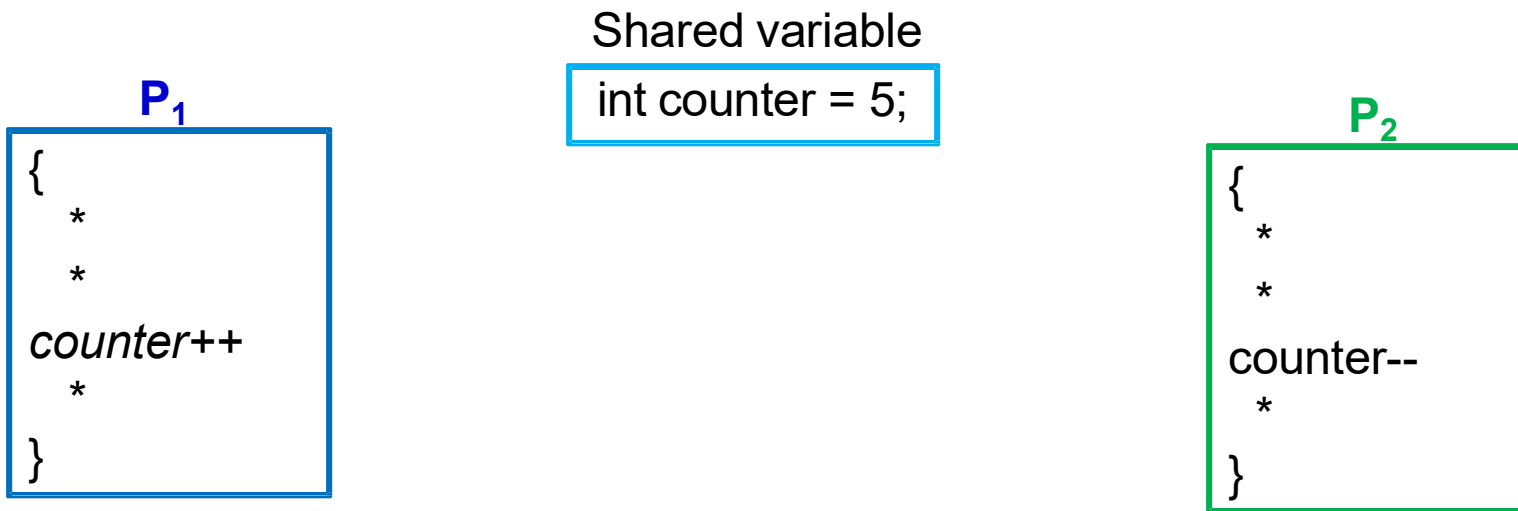 Shared variable
int counter = 5;
P₁
{
*
*
counter++
*
}
P₂
{
*
*
counter--
*
}